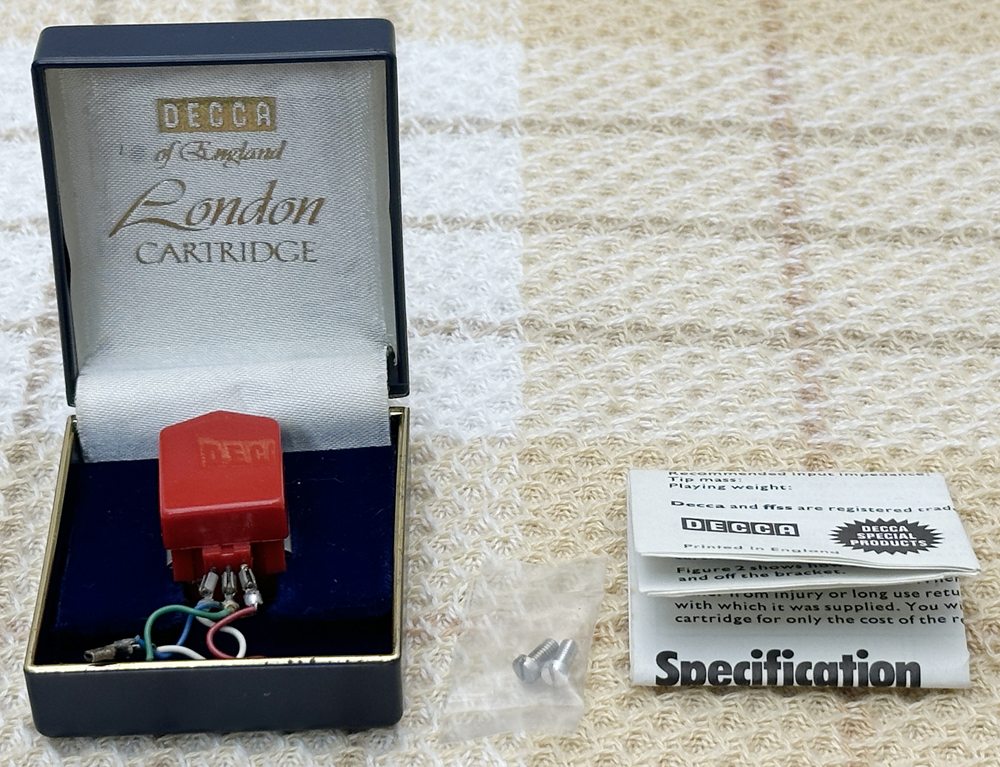 DECCA
of England
London
CARTRIDGE
DECCA
Recommended input impedance
Tip mass:
Playing weight:
Decca and ffss are registered trad
DECCA
DECCA
SPECIAL
PRODUCTS
Printed in England
Figure 2 shows how
and off the bracket.
from injury or long use retu
with which it was supplied. You wi
cartridge for only the cost of the re
Specification